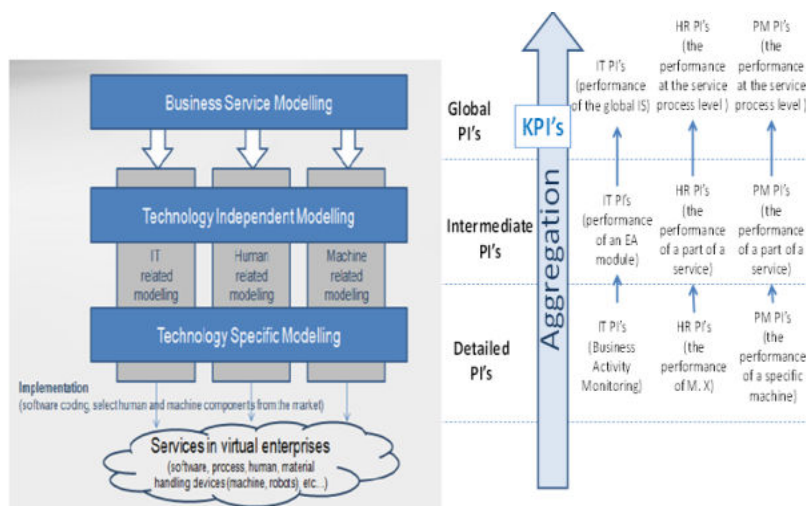 Business Service Modelling
Technology Independent Modelling
IT
related
modelling
Human
related
modelling
Machine
related
modelling
Technology Specific Modelling
Implementation
(software coding, select human and machine components from the market)
Services in virtual enterprises
(software, process, human, material
handling devices (machine, robots), etc...)
Global
PI's
Intermediate
PI's
Detailed
PI's
KPI's
Aggregation
IT PI's
(performance
of the global IS)
HR PI's
(the
performance
at the service
process level )
PM PI's
(the
performance
at the service
process level )
IT PI's
(performance
of an EA
module)
HR PI's
(the
performance
of a part of a
service)
PM PI's (the
performance
of a part of a
service)
IT PI's
(Business
Activity
Monitoring)
HR PI's
(the
performance
of M. X)
PM PI's
(the
performance
of a specific
machine)